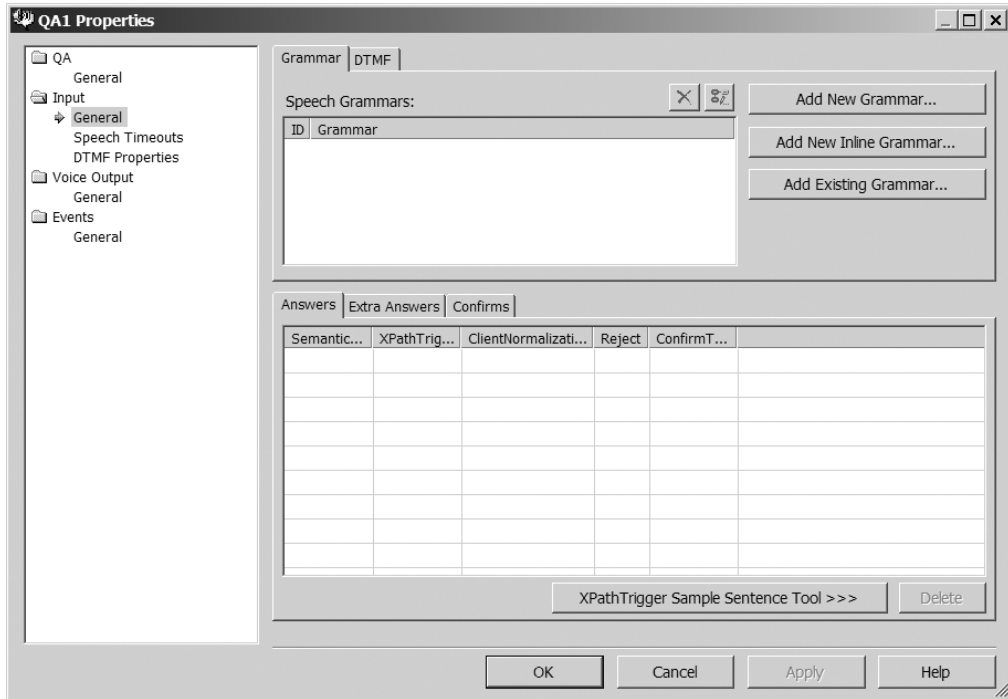 QA1 Properties
QA
General
Input
General
Speech Timeouts
DTMF Properties
Voice Output
General
Events
General
Grammar DTMF
Speech Grammars:
ID Grammar
Add New Grammar...
Add New Inline Grammar...
Add Existing Grammar...
Answers Extra Answers Confirms
Semantic... XPathTrig... ClientNormalizati... Reject ConfirmT...
XPathTrigger Sample Sentence Tool >>> Delete
OK Cancel Apply Help